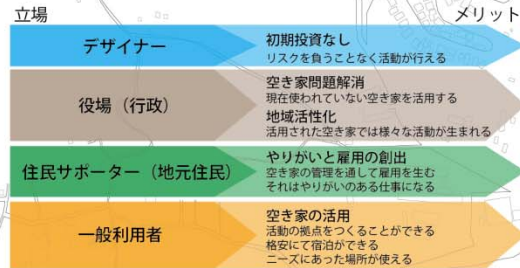 立場
メリット
デザイナー
初期投資なし
リスクを負うことなく活動が行える
役場（行政）
空き家問題解消
現在使われていない空き家を活用する
地域活性化
活用された空き家では様々な活動が生まれる
住民サポーター（地元住民）
やりがいと雇用の創出
空き家の管理を通して雇用を生む
それはやりがいのある仕事になる
一般利用者
空き家の活用
活動の拠点をつくることができる
格安にて宿泊ができる
ニーズにあった場所が使える